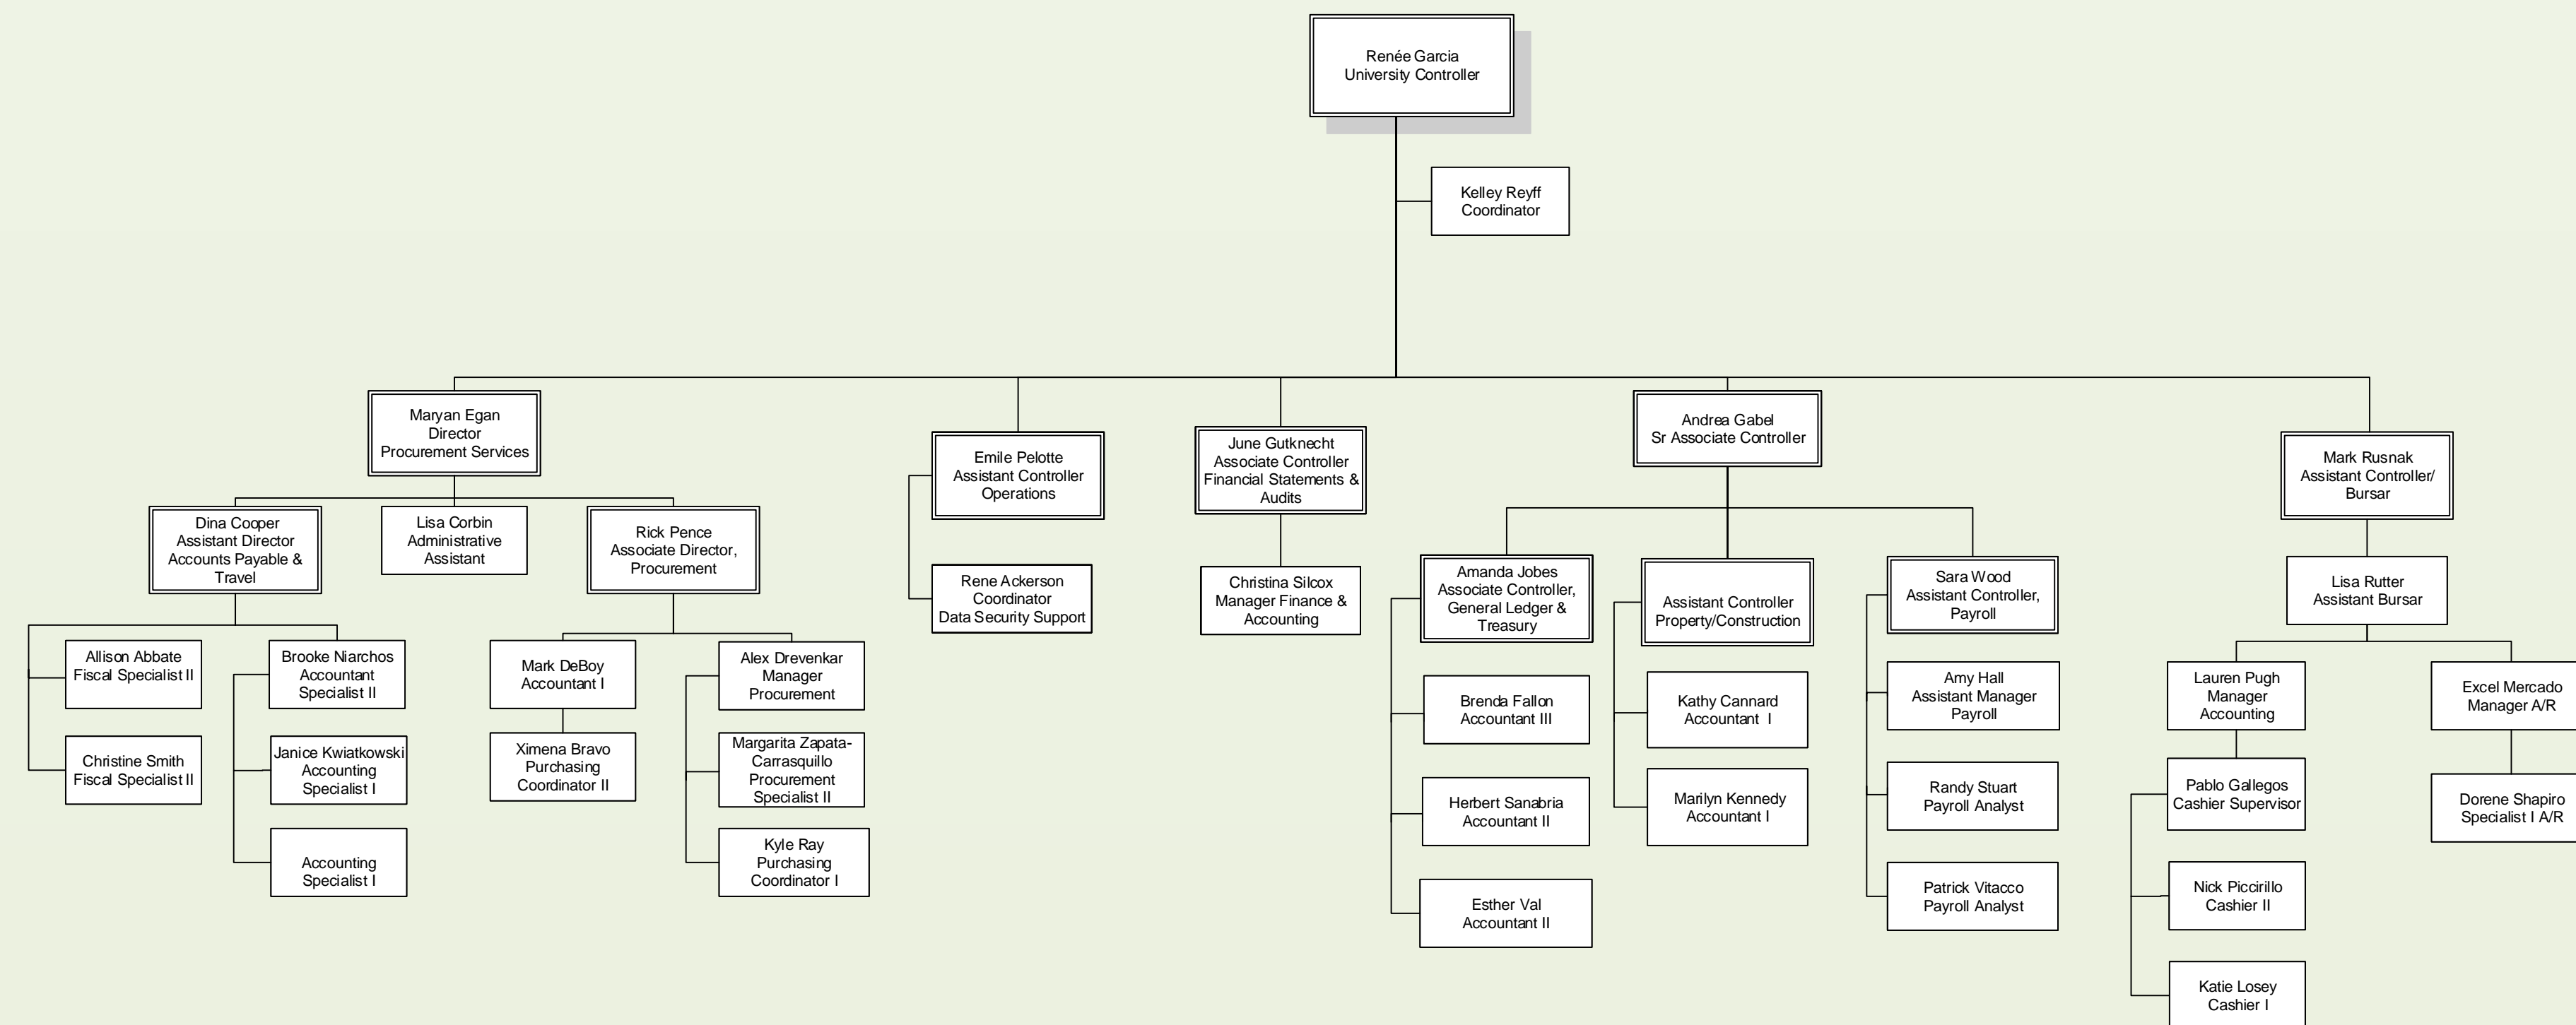 Renée Garcia
University Controller
Kelley Reyff
Coordinator
Maryan Egan
Director
Procurement Services
Emile Pelotte
Assistant Controller
Operations
June Gutknecht
Associate Controller
Financial Statements &
Audits
Andrea Gabel
Sr Associate Controller
Mark Rusnak
Assistant Controller/
Bursar
Dina Cooper
Assistant Director
Accounts Payable &
Travel
Lisa Corbin
Administrative
Assistant
Rick Pence
Associate Director,
Procurement
Rene Ackerson
Coordinator
Data Security Support
Christina Silcox
Manager Finance &
Accounting
Amanda Jobes
Associate Controller,
General Ledger &
Treasury
Assistant Controller
Property/Construction
Sara Wood
Assistant Controller,
Payroll
Lisa Rutter
Assistant Bursar
Allison Abbate
Fiscal Specialist II
Christine Smith
Fiscal Specialist II
Brooke Niarchos
Accountant
Specialist II
Janice Kwiatkowski
Accounting
Specialist I
Accounting
Specialist I
Mark DeBoy
Accountant I
Ximena Bravo
Purchasing
Coordinator II
Alex Drevenkar
Manager
Procurement
Margarita Zapata-
Carrasquillo
Procurement
Specialist II
Kyle Ray
Purchasing
Coordinator I
Brenda Fallon
Accountant III
Herbert Sanabria
Accountant II
Esther Val
Accountant II
Kathy Cannard
Accountant I
Marilyn Kennedy
Accountant I
Amy Hall
Assistant Manager
Payroll
Randy Stuart
Payroll Analyst
Patrick Vitacco
Payroll Analyst
Lauren Pugh
Manager
Accounting
Pablo Gallegos
Cashier Supervisor
Nick Piccirillo
Cashier II
Katie Losey
Cashier I
Excel Mercado
Manager A/R
Dorene Shapiro
Specialist I A/R